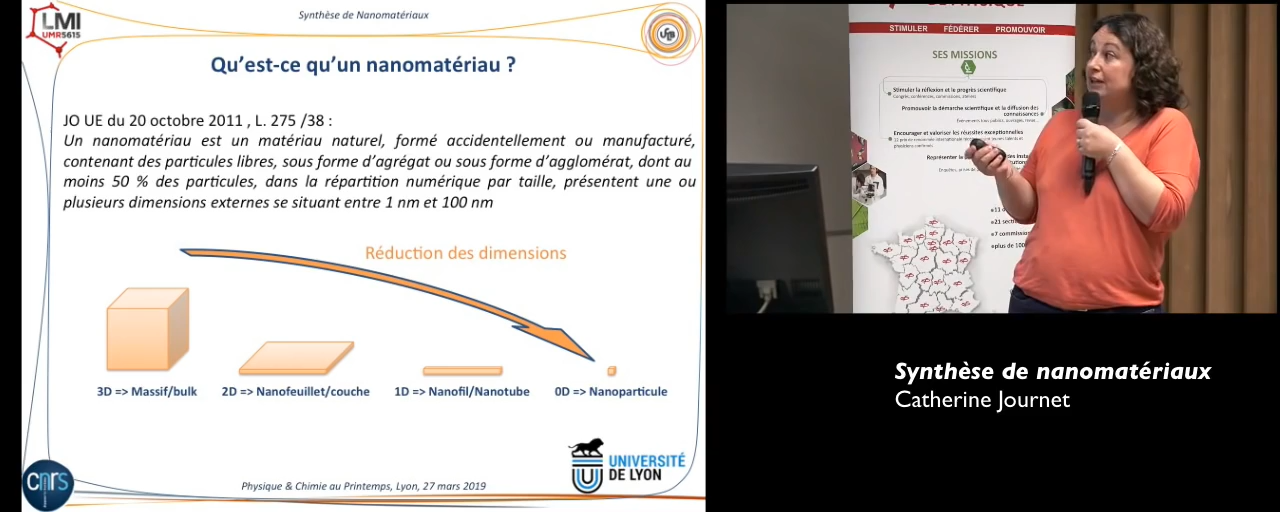 LMI
UMR5615
Synthèse de Nanomatériaux
Qu’est-ce qu’un nanomatériau ?
JO UE du 20 octobre 2011 , L. 275 /38 :
Un nanomatériau est un matériau naturel, formé accidentellement ou manufacturé,
contenant des particules libres, sous forme d’agrégat ou sous forme d’agglomérat, dont au
moins 50 % des particules, dans la répartition numérique par taille, présentent une ou
plusieurs dimensions externes se situant entre 1 nm et 100 nm
Réduction des dimensions
3D => Massif/bulk
2D => Nanofeuillet/couche
1D => Nanofil/Nanotube
0D => Nanoparticule
cnrs
Physique & Chimie au Printemps, Lyon, 27 mars 2019
UNIVERSITÉ
DE LYON
STIMULER FÉDÉRER PROMOUVOIR
SES MISSIONS
Stimuler la réflexion et le progrès scientifique
Promouvoir la démarche scientifique et la diffusion des
connaissances
Encourager et valoriser les réussites exceptionnelles
Représenter
Synthèse de nanomatériaux
Catherine Journet